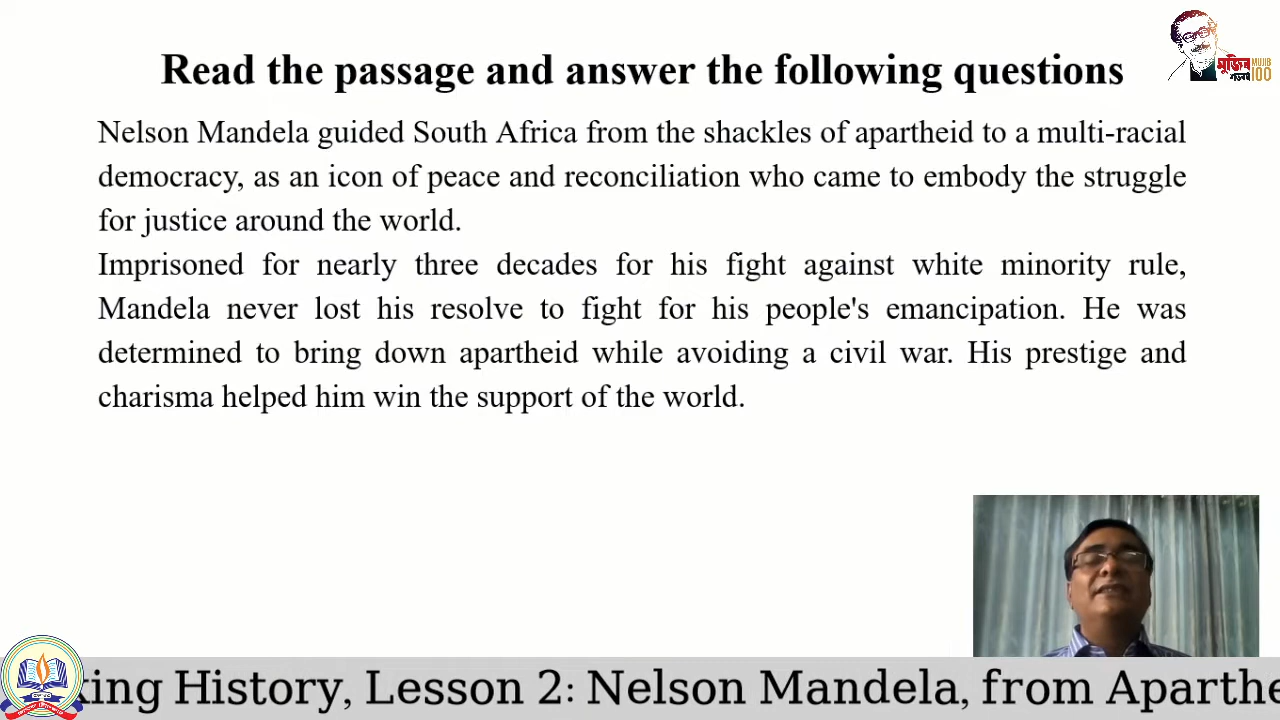 Read the passage and answer the following questions
মুজিব
শতবর্ষ
MUJIB
100
Nelson Mandela guided South Africa from the shackles of apartheid to a multi-racial
democracy, as an icon of peace and reconciliation who came to embody the struggle
for justice around the world.
Imprisoned for nearly three decades for his fight against white minority rule,
Mandela never lost his resolve to fight for his people's emancipation. He was
determined to bring down apartheid while avoiding a civil war. His prestige and
charisma helped him win the support of the world.
king History, Lesson 2: Nelson Mandela, from Aparthe